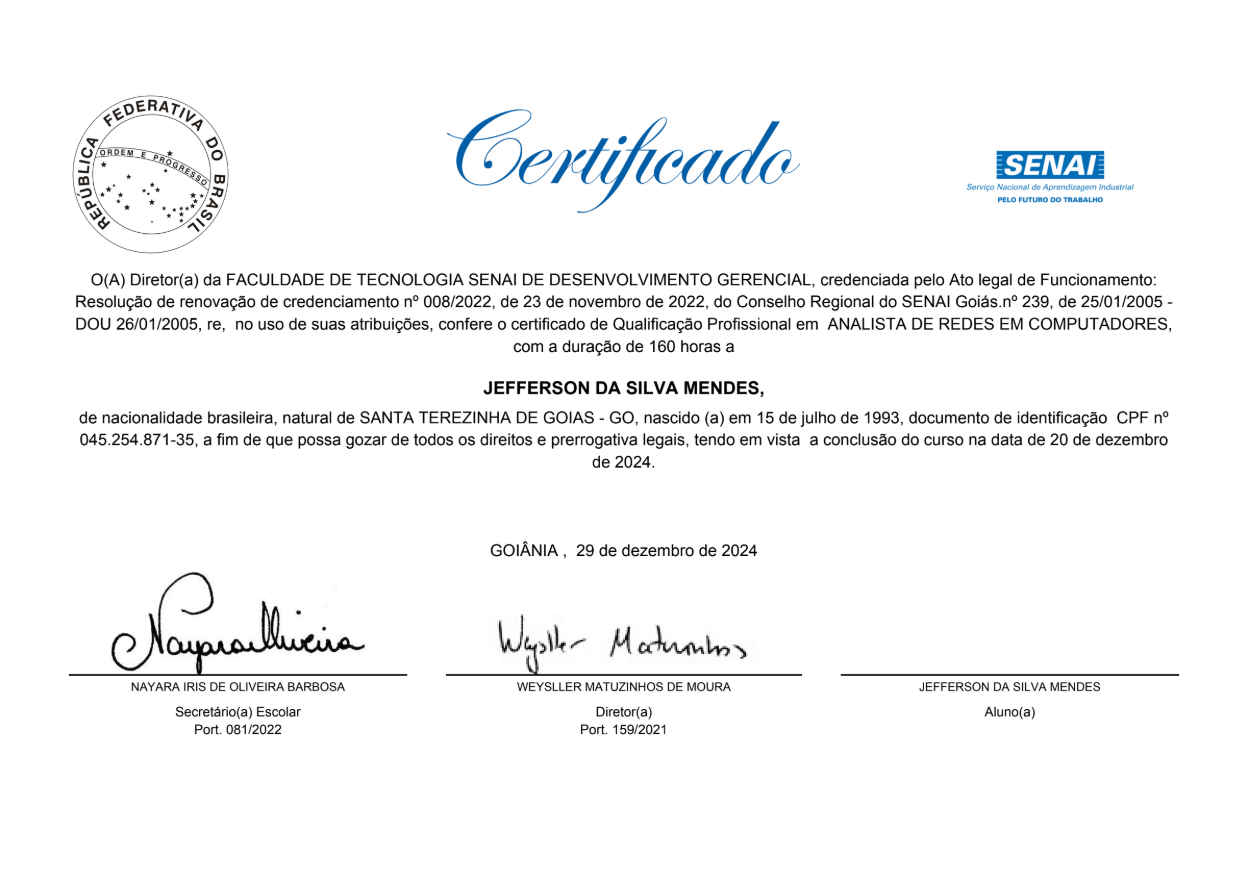 REPÚBLICA FEDERATIVA DO BRASIL
ORDEM E PROGRESSO
Certificado
SENAI
Serviço Nacional de Aprendizagem Industrial
PELO FUTURO DO TRABALHO
O(A) Diretor(a) da FACULDADE DE TECNOLOGIA SENAI DE DESENVOLVIMENTO GERENCIAL, credenciada pelo Ato legal de Funcionamento:
Resolução de renovação de credenciamento nº 008/2022, de 23 de novembro de 2022, do Conselho Regional do SENAI Goiás.nº 239, de 25/01/2005 -
DOU 26/01/2005, re, no uso de suas atribuições, confere o certificado de Qualificação Profissional em ANALISTA DE REDES EM COMPUTADORES,
com a duração de 160 horas a
JEFFERSON DA SILVA MENDES,
de nacionalidade brasileira, natural de SANTA TEREZINHA DE GOIAS - GO, nascido (a) em 15 de julho de 1993, documento de identificação CPF nº
045.254.871-35, a fim de que possa gozar de todos os direitos e prerrogativa legais, tendo em vista a conclusão do curso na data de 20 de dezembro
de 2024.
GOIÂNIA , 29 de dezembro de 2024
Nayara Oliveira
Weysller Matuzinhos
NAYARA IRIS DE OLIVEIRA BARBOSA
Secretário(a) Escolar
Port. 081/2022
WEYSLLER MATUZINHOS DE MOURA
Diretor(a)
Port. 159/2021
JEFFERSON DA SILVA MENDES
Aluno(a)